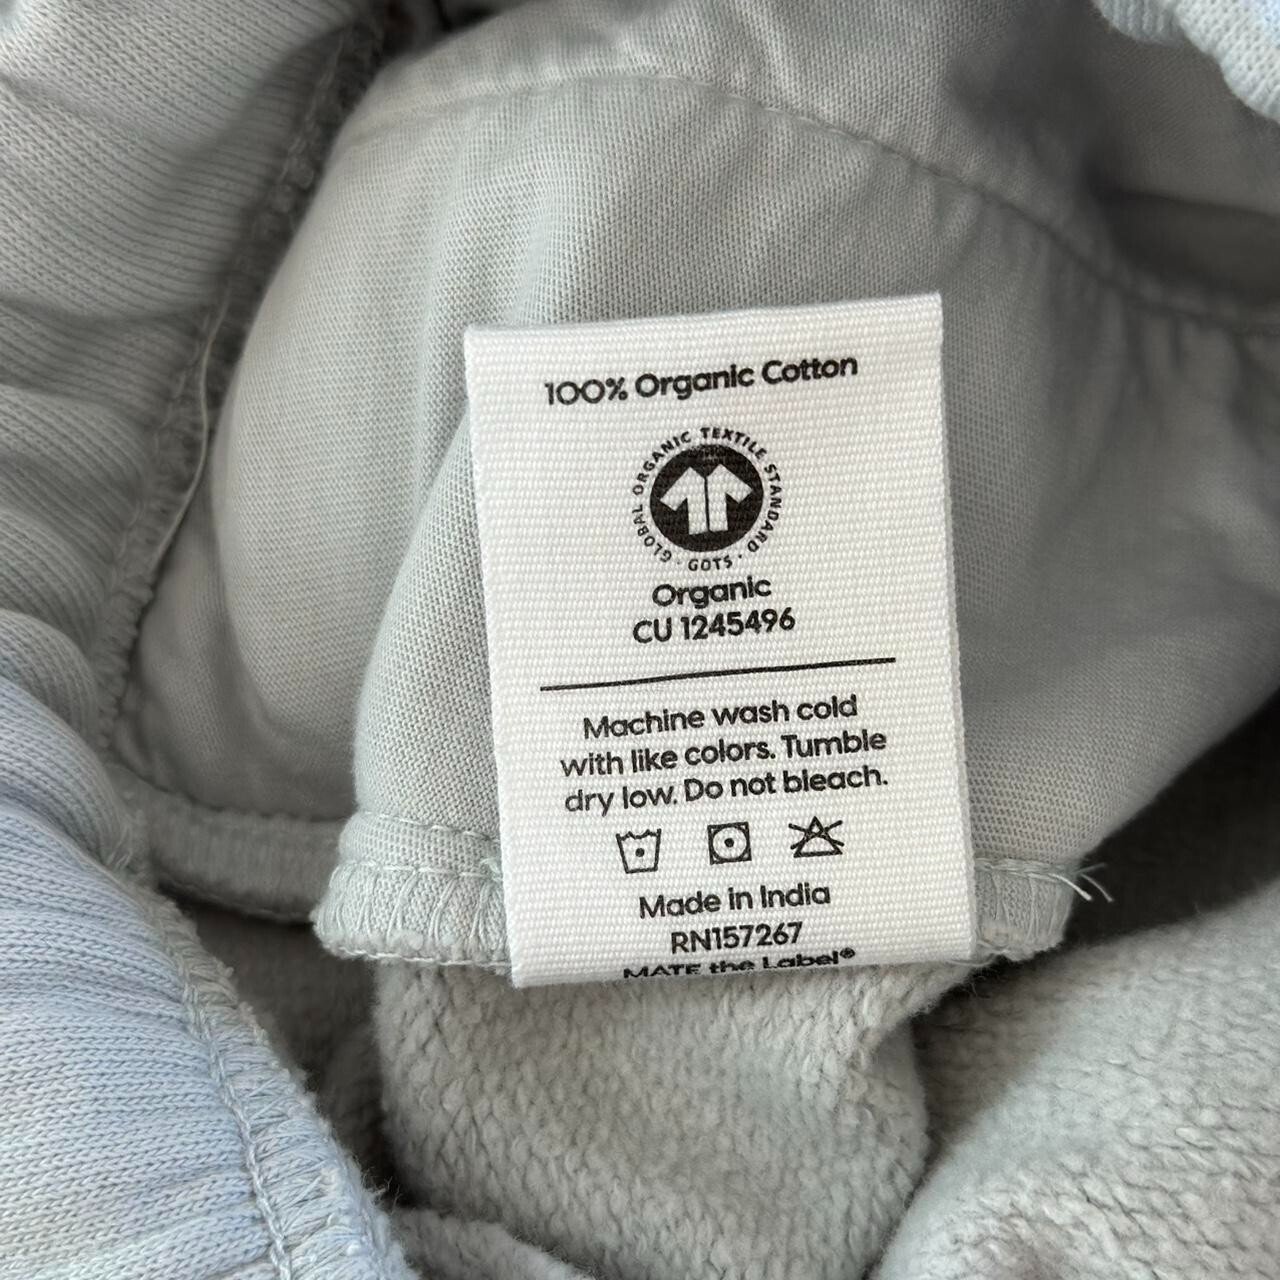 100% Organic Cotton
GLOBAL ORGANIC TEXTILE STANDARD · GOTS ·
Organic
CU 1245496
Machine wash cold
with like colors. Tumble
dry low. Do not bleach.
Made in India
RN157267
MATE the Label®